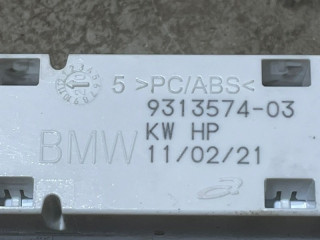 5 >PC/ABS<
9313574-03
KW HP
BMW
11/02/21